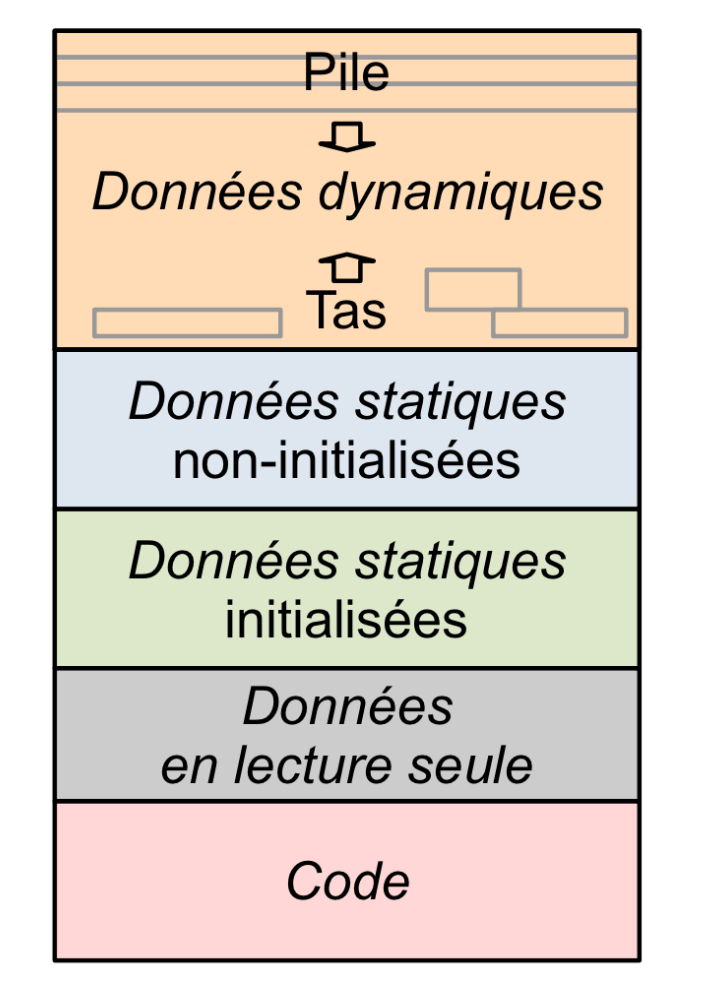 Pile
Données dynamiques
Tas
Données statiques
non-initialisées
Données statiques
initialisées
Données
en lecture seule
Code